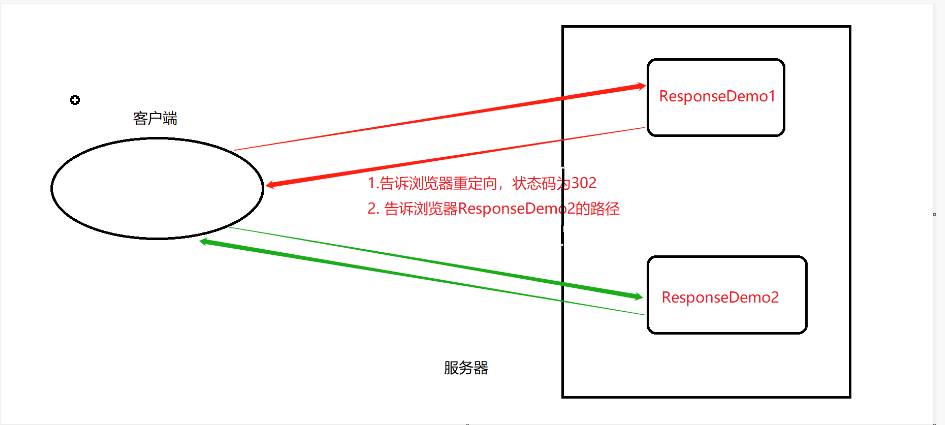 客户端
ResponseDemo1
1.告诉浏览器重定向，状态码为302
2. 告诉浏览器ResponseDemo2的路径
ResponseDemo2
服务器